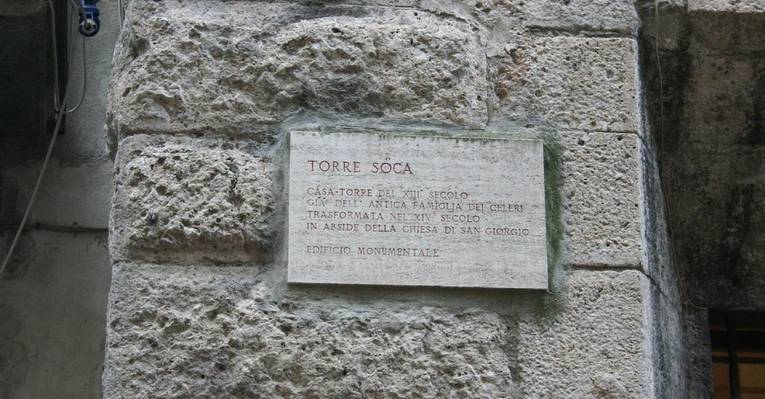 TORRE SÖCA
CASA-TORRE DEL XIII° SECOLO
GIA' DELL' ANTICA FAMIGLIA DEI CELERI
TRASFORMATA NEL XIV° SECOLO
IN ABSIDE DELLA CHIESA DI SAN GIORGIO
EDIFICIO MONUMENTALE